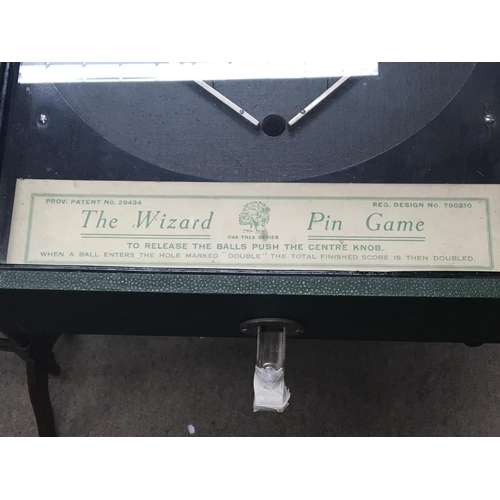 PROV: PATENT No. 29434 REG. DESIGN No. 790210
The Wizard Pin Game
OAK TREE SERIES
TO RELEASE THE BALLS PUSH THE CENTRE KNOB.
WHEN A BALL ENTERS THE HOLE MARKED "DOUBLE" THE TOTAL FINISHED SCORE IS THEN DOUBLED.